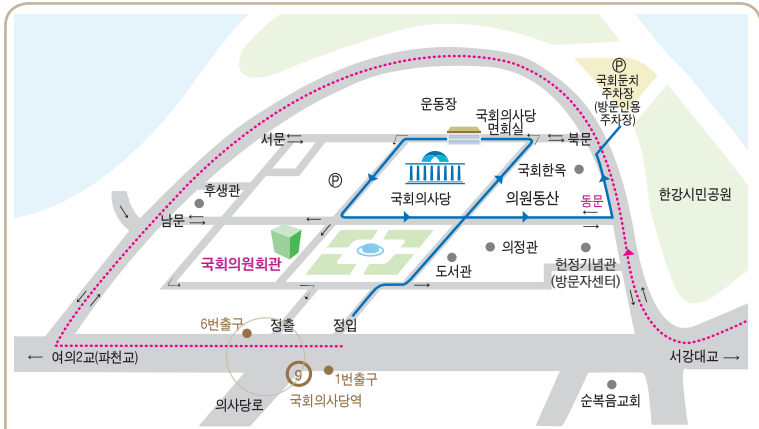 Ⓟ
국회둔치
주차장
(방문인용
주차장)
운동장
국회의사당
면회실
서문
북문
국회한옥
Ⓟ
후생관
국회의사당
의원동산
동문
한강시민공원
남문
국회의원회관
의정관
도서관
헌정기념관
(방문자센터)
6번출구
정출
정입
← 여의2교(파천교)
서강대교 →
9
1번출구
의사당로
국회의사당역
순복음교회